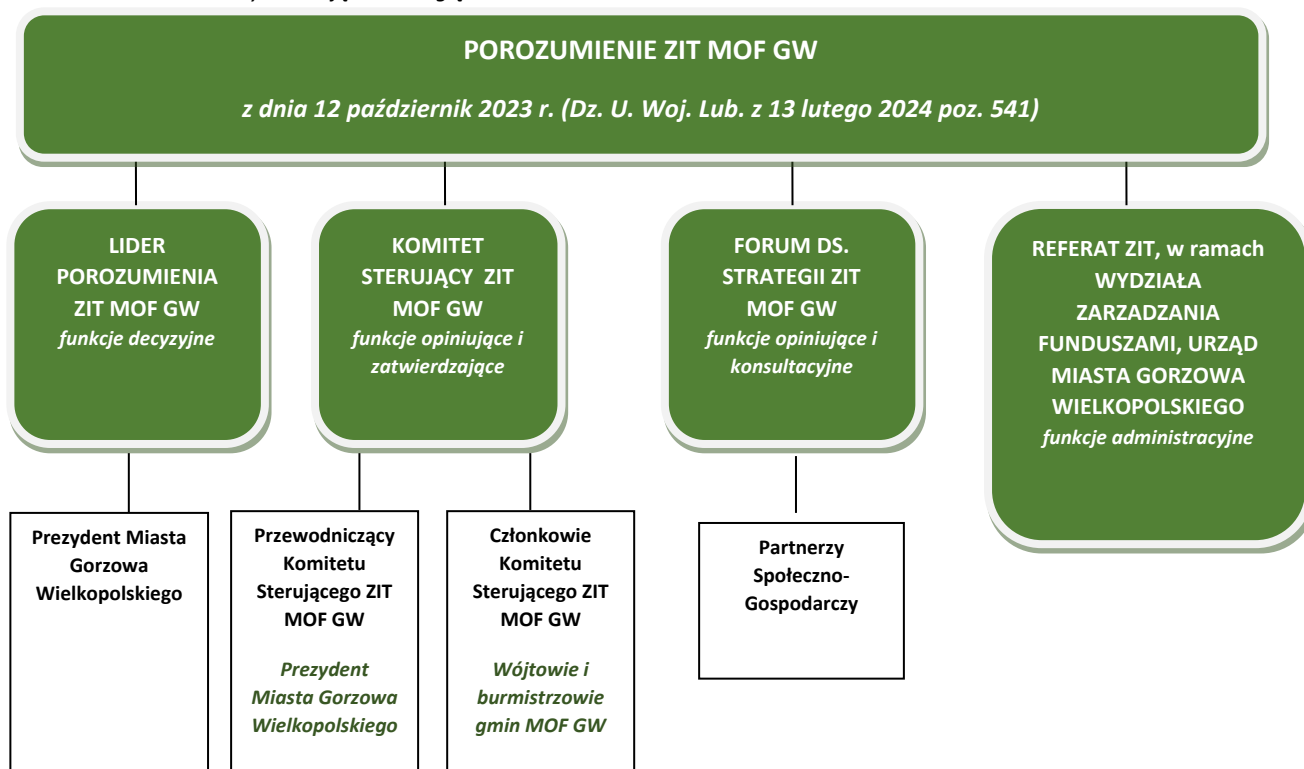 POROZUMIENIE ZIT MOF GW
z dnia 12 październik 2023 r. (Dz. U. Woj. Lub. z 13 lutego 2024 poz. 541)
LIDER
POROZUMIENIA
ZIT MOF GW
funkcje decyzyjne
KOMITET
STERUJĄCY ZIT
MOF GW
funkcje opiniujące i
zatwierdzające
FORUM DS.
STRATEGII ZIT
MOF GW
funkcje opiniujące i
konsultacyjne
REFERAT ZIT, w ramach
WYDZIAŁA
ZARZADZANIA
FUNDUSZAMI, URZĄD
MIASTA GORZOWA
WIELKOPOLSKIEGO
funkcje administracyjne
Prezydent Miasta
Gorzowa
Wielkopolskiego
Przewodniczący
Komitetu
Sterującego ZIT
MOF GW
Prezydent
Miasta Gorzowa
Wielkopolskiego
Członkowie
Komitetu
Sterującego ZIT
MOF GW
Wójtowie i
burmistrzowie
gmin MOF GW
Partnerzy
Społeczno-
Gospodarczy